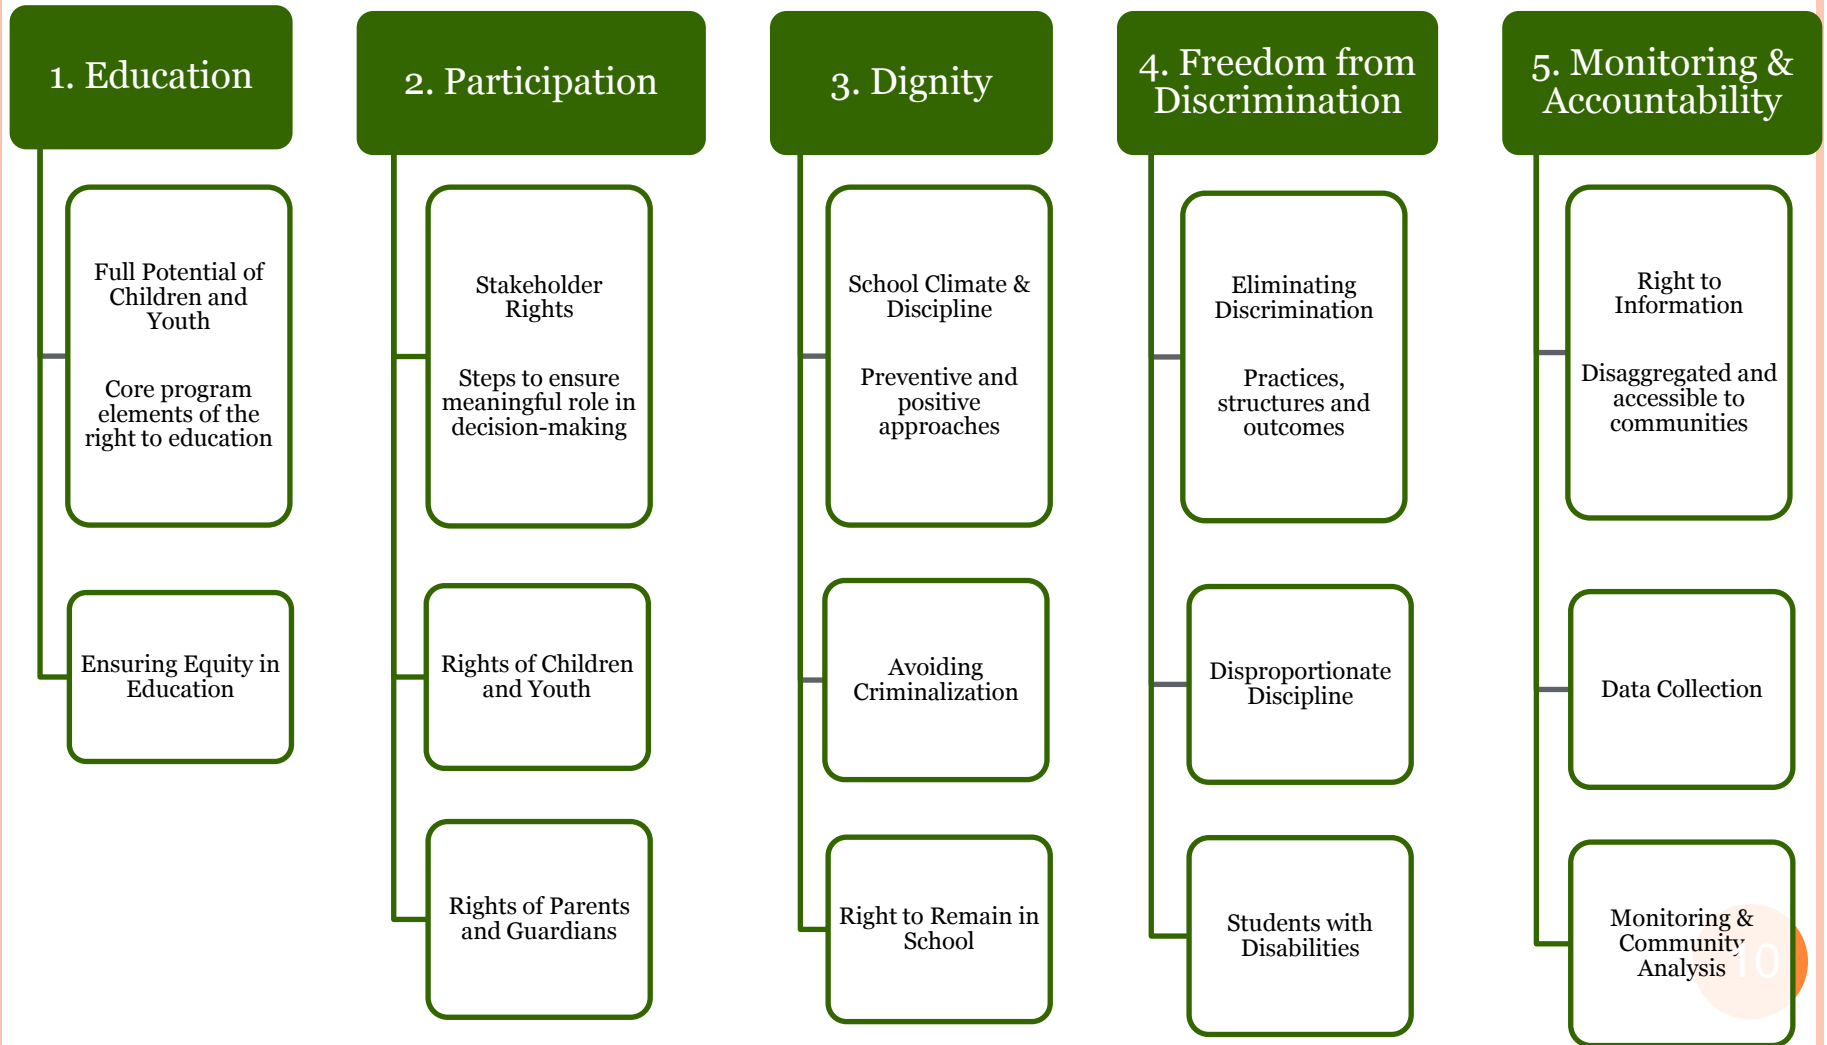 1. Education
Full Potential of
Children and
Youth
Core program
elements of the
right to education
Ensuring Equity in
Education
2. Participation
Stakeholder
Rights
Steps to ensure
meaningful role in
decision-making
Rights of Children
and Youth
Rights of Parents
and Guardians
3. Dignity
School Climate &
Discipline
Preventive and
positive
approaches
Avoiding
Criminalization
Right to Remain in
School
4. Freedom from
Discrimination
Eliminating
Discrimination
Practices,
structures and
outcomes
Disproportionate
Discipline
Students with
Disabilities
5. Monitoring &
Accountability
Right to
Information
Disaggregated and
accessible to
communities
Data Collection
Monitoring &
Community
Analysis
10